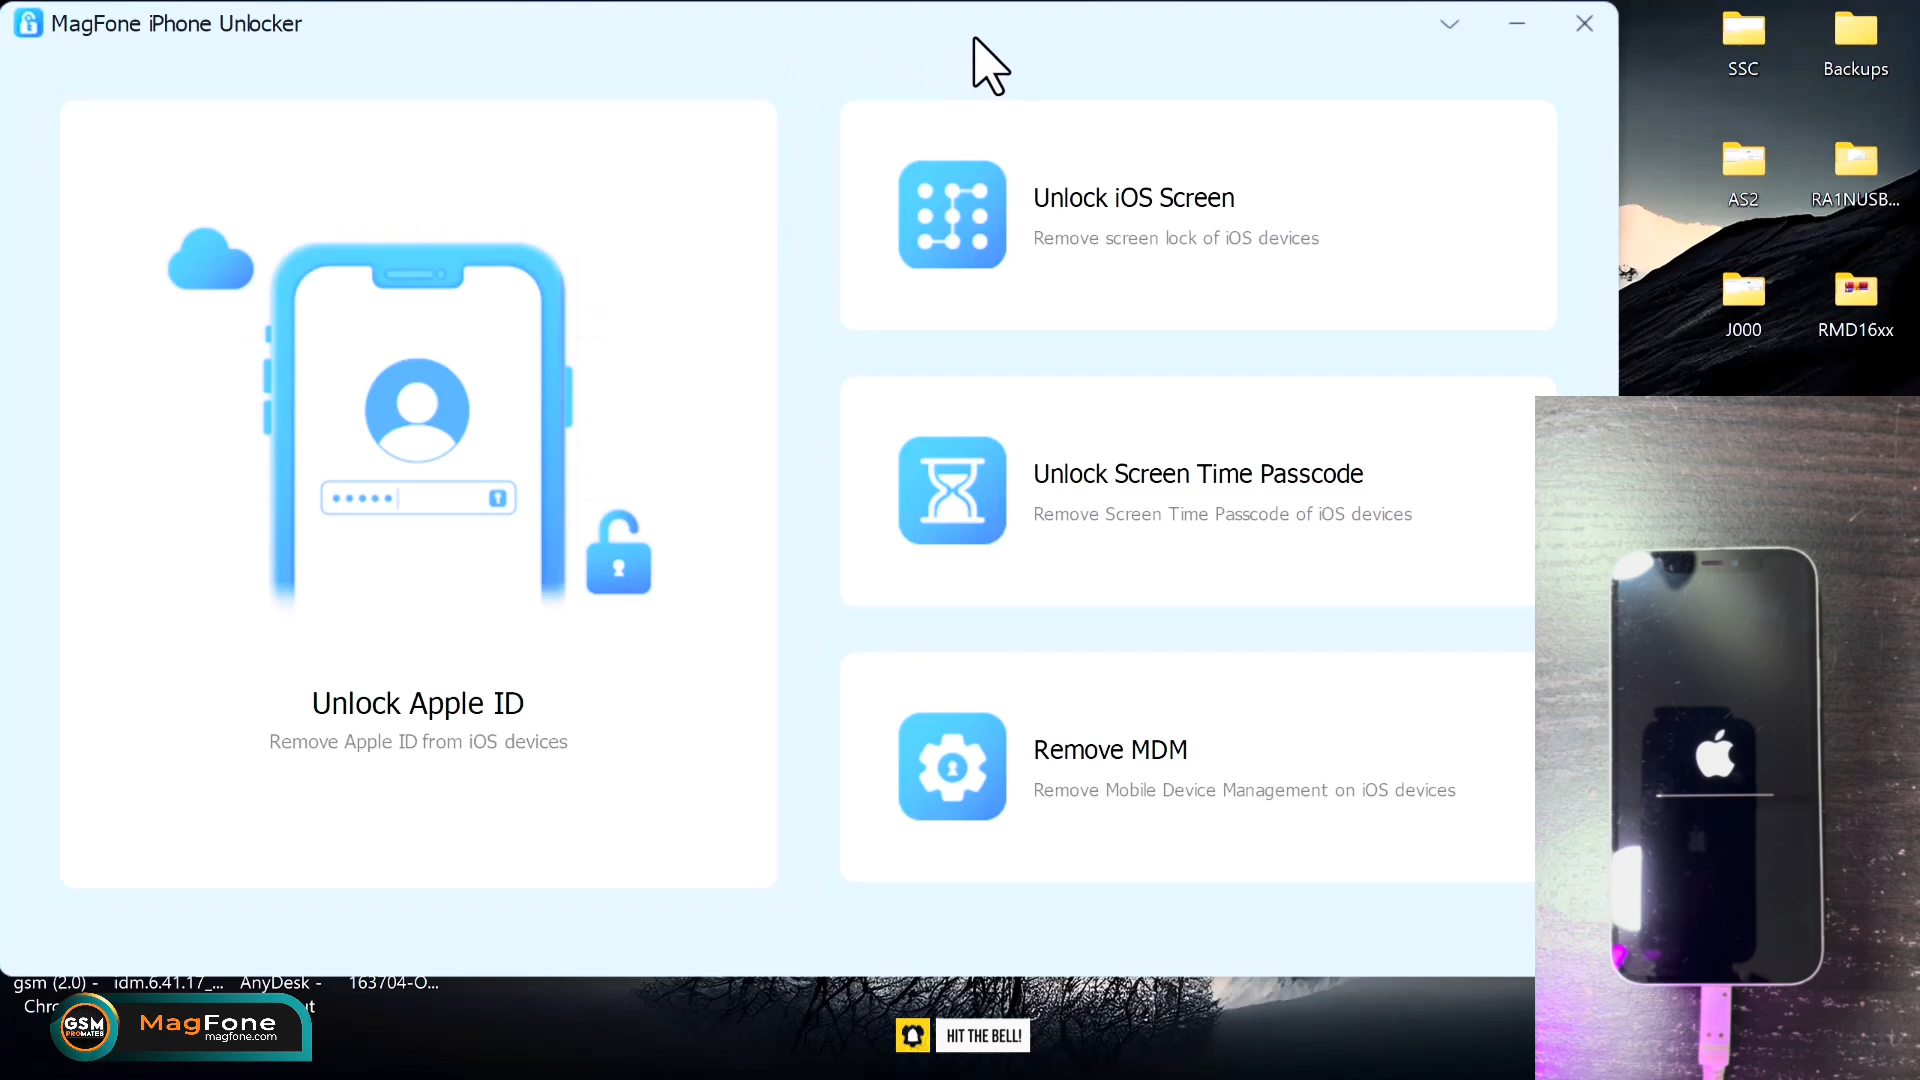 MagFone iPhone Unlocker
SSC
Backups
Unlock iOS Screen
Remove screen lock of iOS devices
AS2
RA1NUSB...
J000
RMD16xx
Unlock Screen Time Passcode
Remove Screen Time Passcode of iOS devices
Unlock Apple ID
Remove Apple ID from iOS devices
Remove MDM
Remove Mobile Device Management on iOS devices
gsm (2.0) -
idm.6.41.17_...
AnyDesk -
163704-O...
GSM
PROMATES
MagFone
magfone.com
HIT THE BELL!